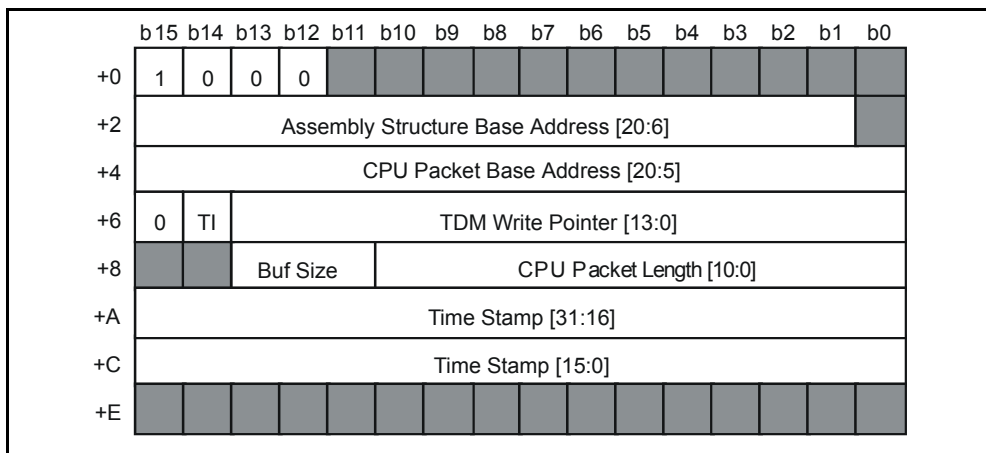 b15 b14 b13 b12 b11 b10 b9 b8 b7 b6 b5 b4 b3 b2 b1 b0
+0 1 0 0 0
+2 Assembly Structure Base Address [20:6]
+4 CPU Packet Base Address [20:5]
+6 0 TI TDM Write Pointer [13:0]
+8 Buf Size CPU Packet Length [10:0]
+A Time Stamp [31:16]
+C Time Stamp [15:0]
+E